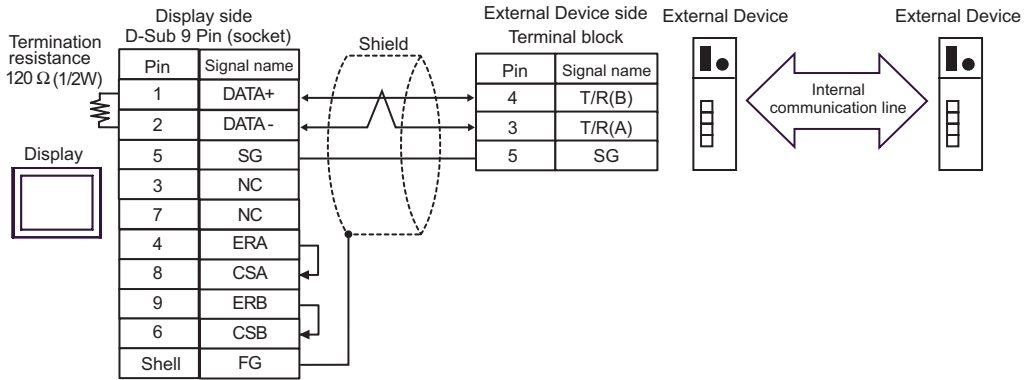 Display side
D-Sub 9 Pin (socket)
Termination
resistance
120 Ω (1/2W)
Pin Signal name
1 DATA+
2 DATA-
5 SG
3 NC
7 NC
4 ERA
8 CSA
9 ERB
6 CSB
Shell FG
Display
Shield
External Device side
Terminal block
Pin Signal name
4 T/R(B)
3 T/R(A)
5 SG
External Device
Internal
communication line
External Device